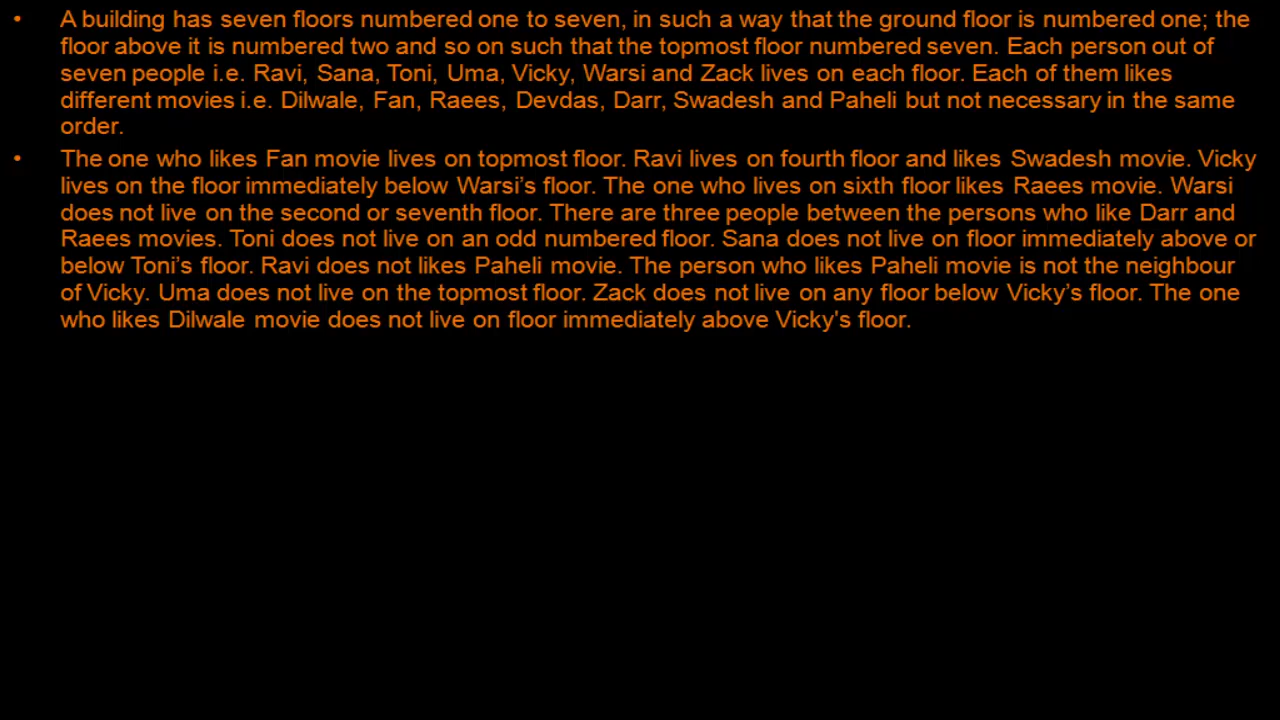 • A building has seven floors numbered one to seven, in such a way that the ground floor is numbered one; the
floor above it is numbered two and so on such that the topmost floor numbered seven. Each person out of
seven people i.e. Ravi, Sana, Toni, Uma, Vicky, Warsi and Zack lives on each floor. Each of them likes
different movies i.e. Dilwale, Fan, Raees, Devdas, Darr, Swadesh and Paheli but not necessary in the same
order.
• The one who likes Fan movie lives on topmost floor. Ravi lives on fourth floor and likes Swadesh movie. Vicky
lives on the floor immediately below Warsi’s floor. The one who lives on sixth floor likes Raees movie. Warsi
does not live on the second or seventh floor. There are three people between the persons who like Darr and
Raees movies. Toni does not live on an odd numbered floor. Sana does not live on floor immediately above or
below Toni’s floor. Ravi does not likes Paheli movie. The person who likes Paheli movie is not the neighbour
of Vicky. Uma does not live on the topmost floor. Zack does not live on any floor below Vicky’s floor. The one
who likes Dilwale movie does not live on floor immediately above Vicky's floor.